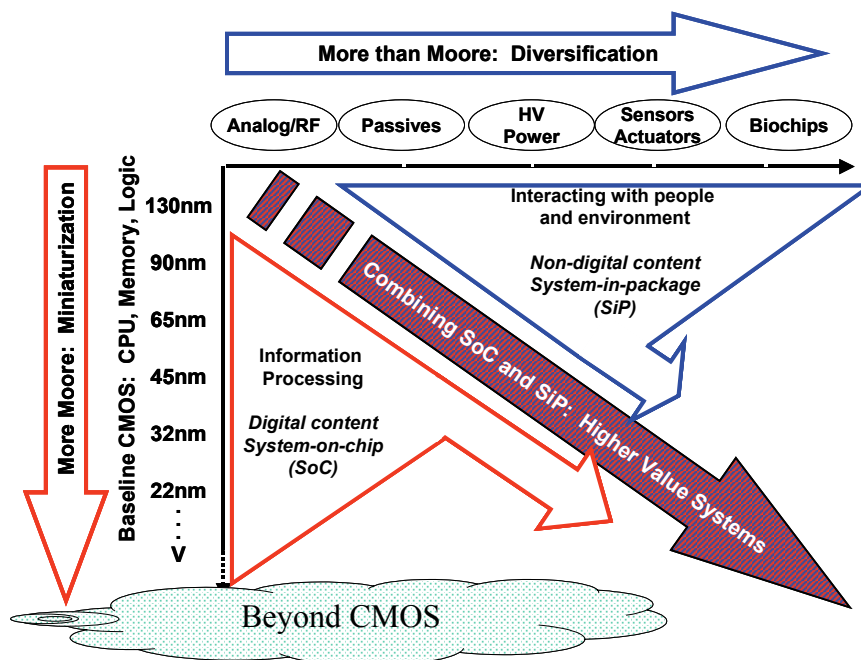 More than Moore: Diversification
Analog/RF
Passives
HV
Power
Sensors
Actuators
Biochips
More Moore: Miniaturization
Baseline CMOS: CPU, Memory, Logic
130nm
90nm
65nm
45nm
32nm
22nm
V
Interacting with people
and environment
Non-digital content
System-in-package
(SiP)
Combining SoC and SiP: Higher Value Systems
Information
Processing
Digital content
System-on-chip
(SoC)
Beyond CMOS